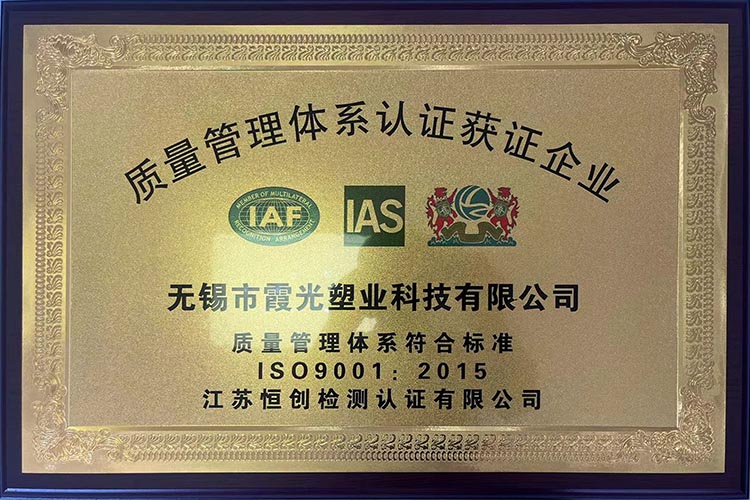 质量管理体系认证获证企业
MEMBER OF MULTILATERAL
IAF
RECOGNITION ARRANGEMENT
IAS
无锡市霞光塑业科技有限公司
质量管理体系符合标准
ISO9001：2015
江苏恒创检测认证有限公司